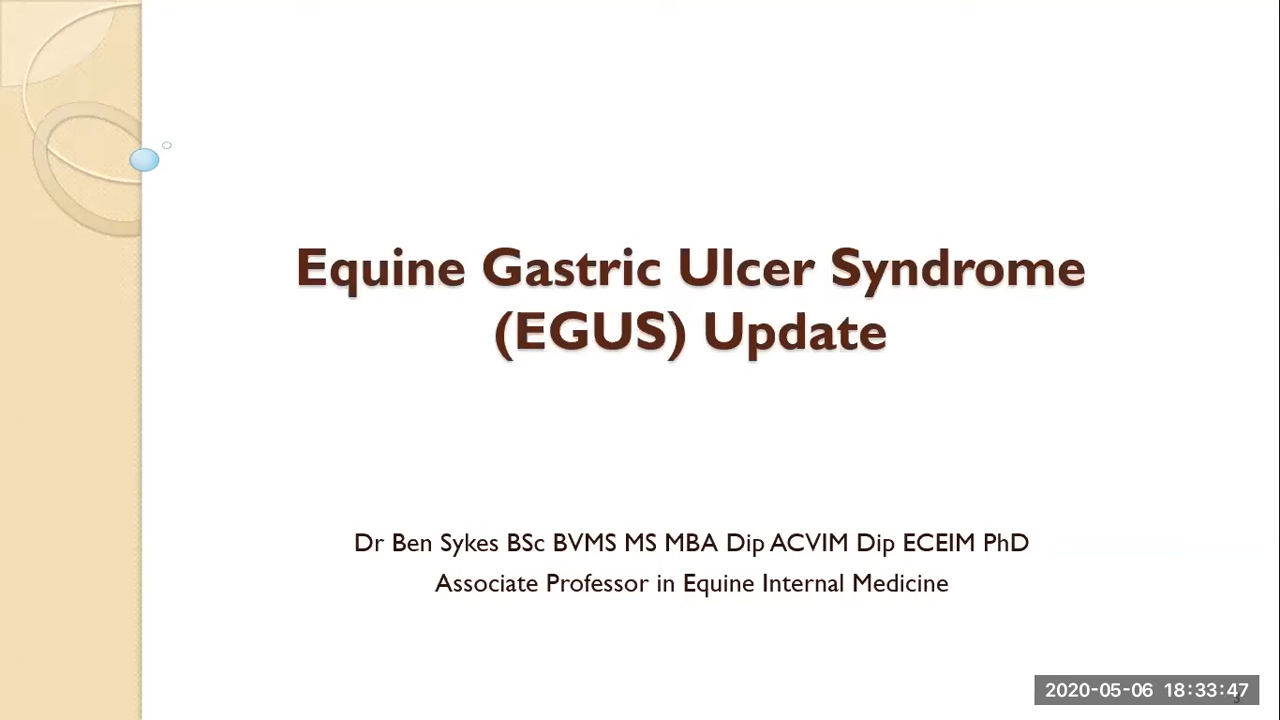 Equine Gastric Ulcer Syndrome
(EGUS) Update
Dr Ben Sykes BSc BVMS MS MBA Dip ACVIM Dip ECEIM PhD
Associate Professor in Equine Internal Medicine
2020-05-06 18:33:47